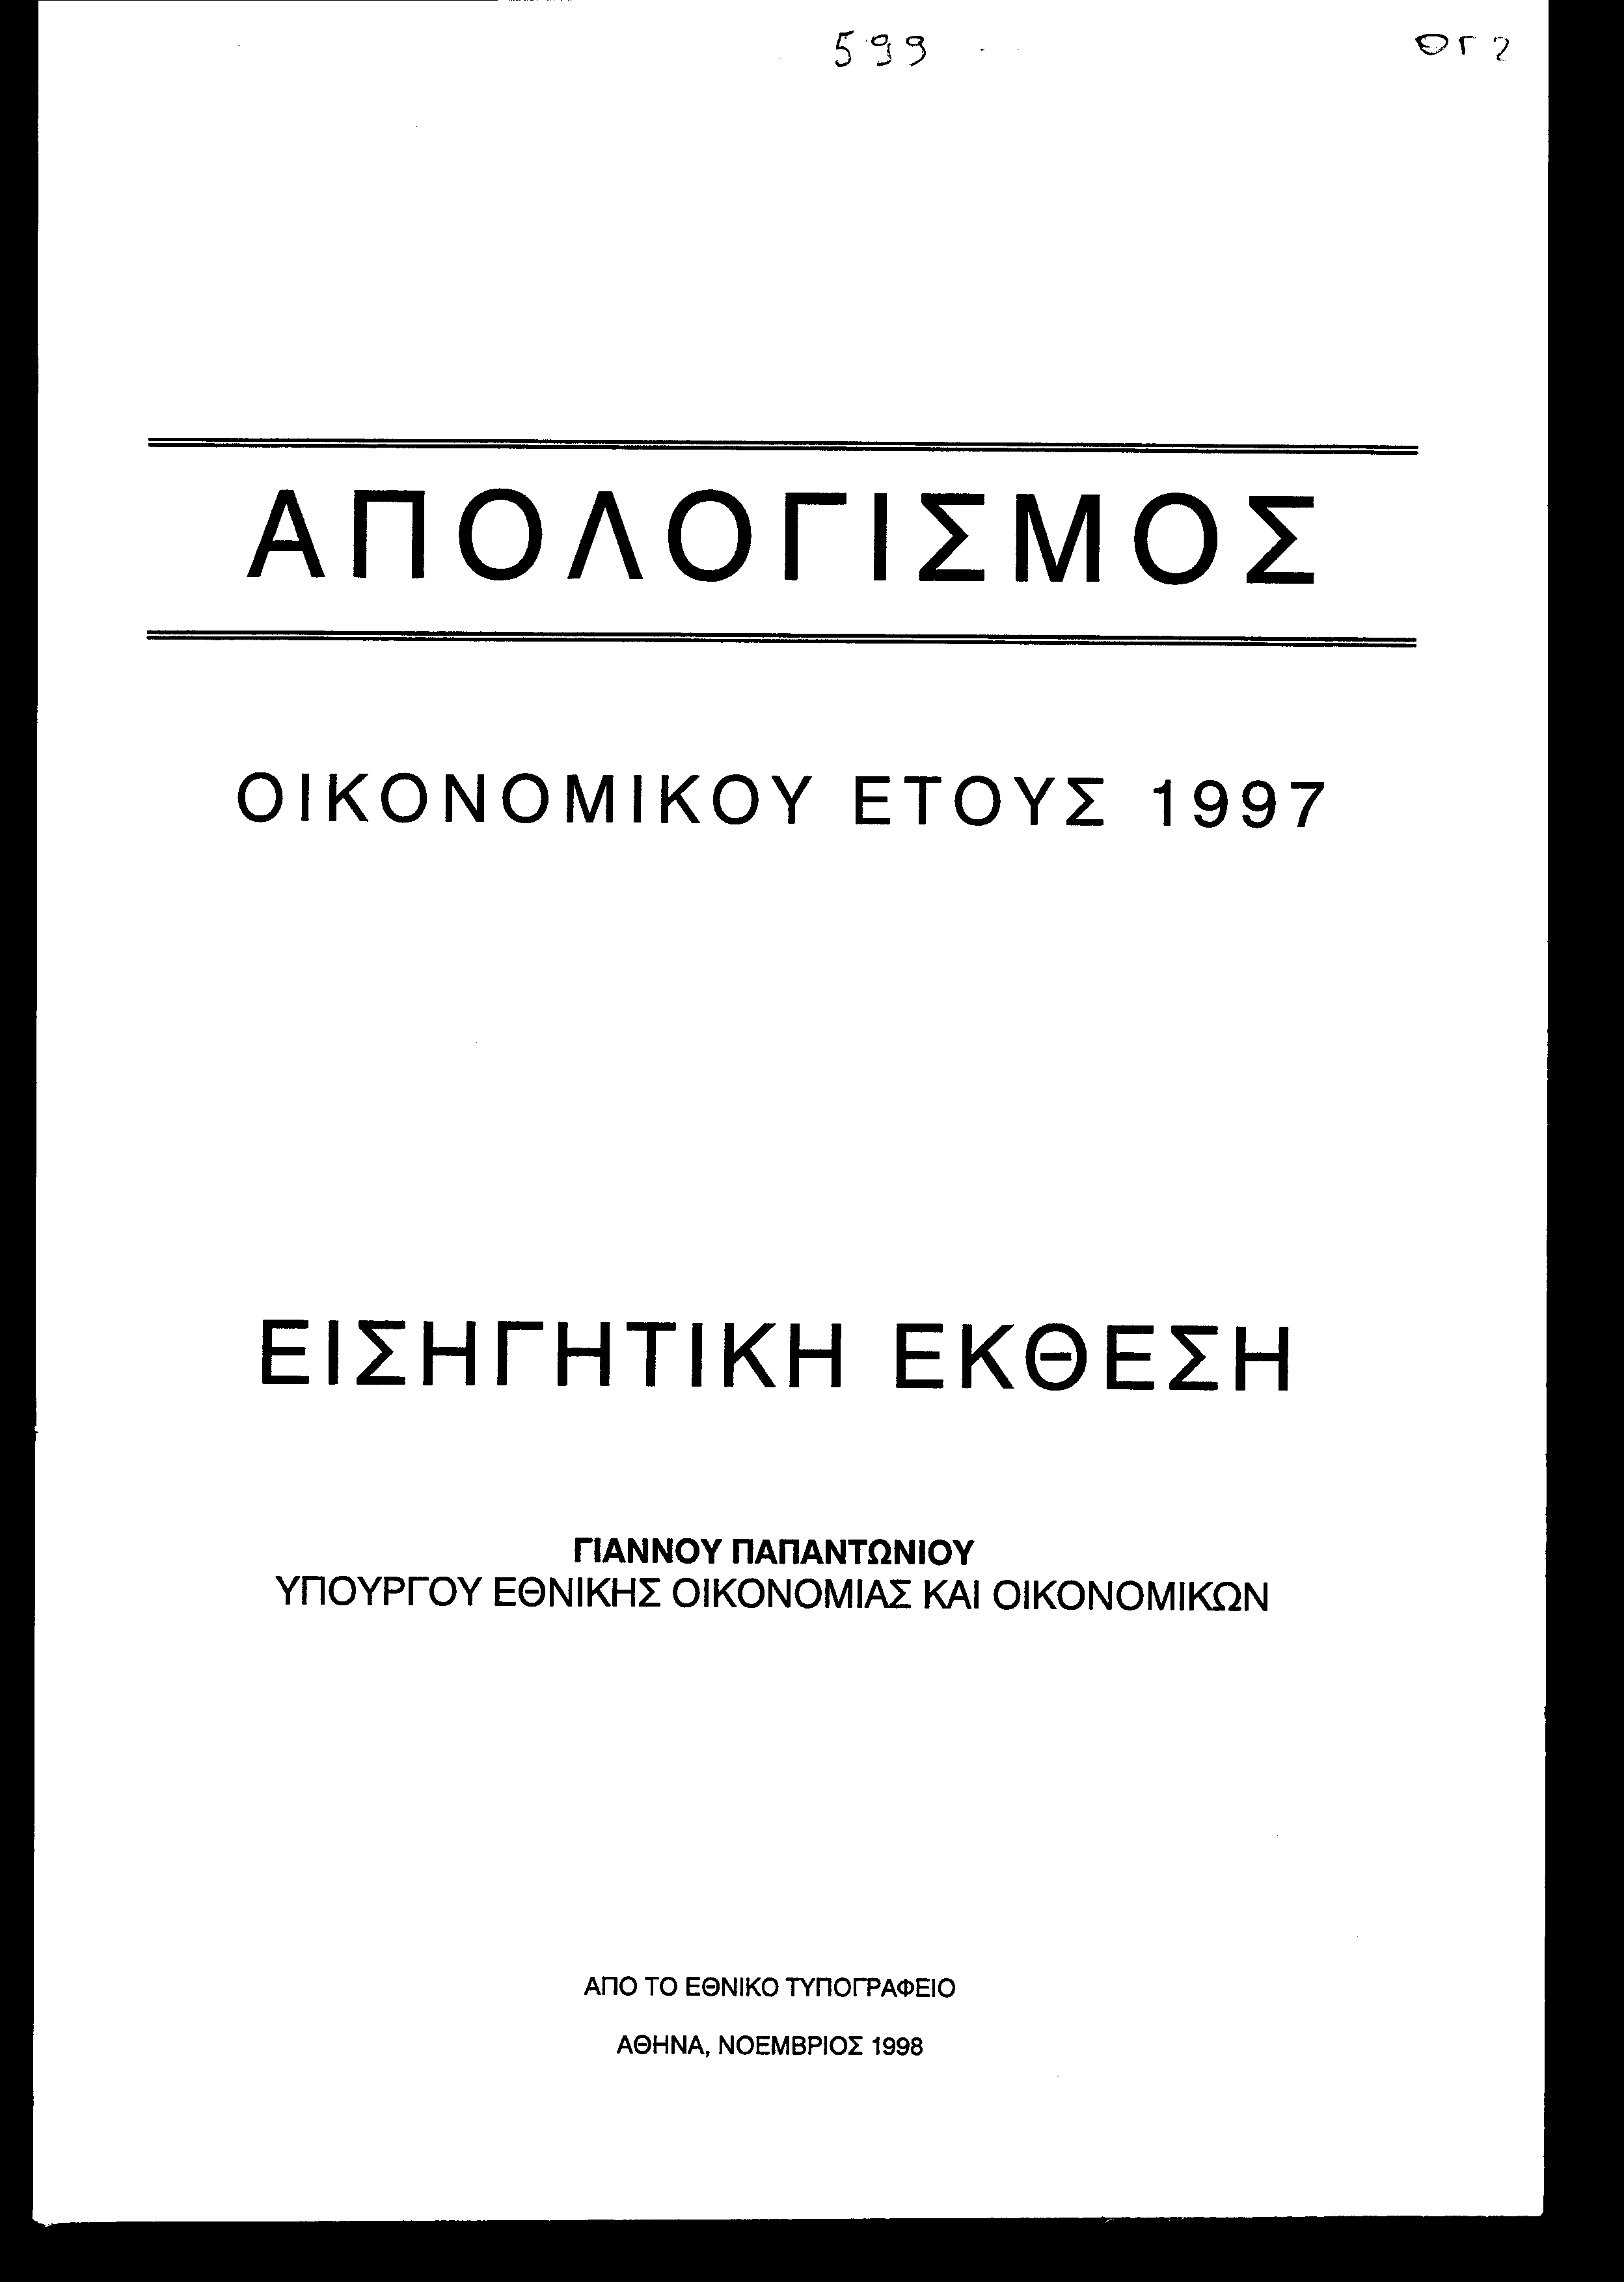 599
ΑΠΟΛΟΓΙΣΜΟΣ
ΟΙΚΟΝΟΜΙΚΟΥ ΕΤΟΥΣ 1997
ΕΙΣΗΓΗΤΙΚΗ ΕΚΘΕΣΗ
ΓΙΑΝΝΟΥ ΠΑΠΑΝΤΩΝΙΟΥ
ΥΠΟΥΡΓΟΥ ΕΘΝΙΚΗΣ ΟΙΚΟΝΟΜΙΑΣ ΚΑΙ ΟΙΚΟΝΟΜΙΚΩΝ
ΑΠΟ ΤΟ ΕΘΝΙΚΟ ΤΥΠΟΓΡΑΦΕΙΟ
ΑΘΗΝΑ, ΝΟΕΜΒΡΙΟΣ 1998